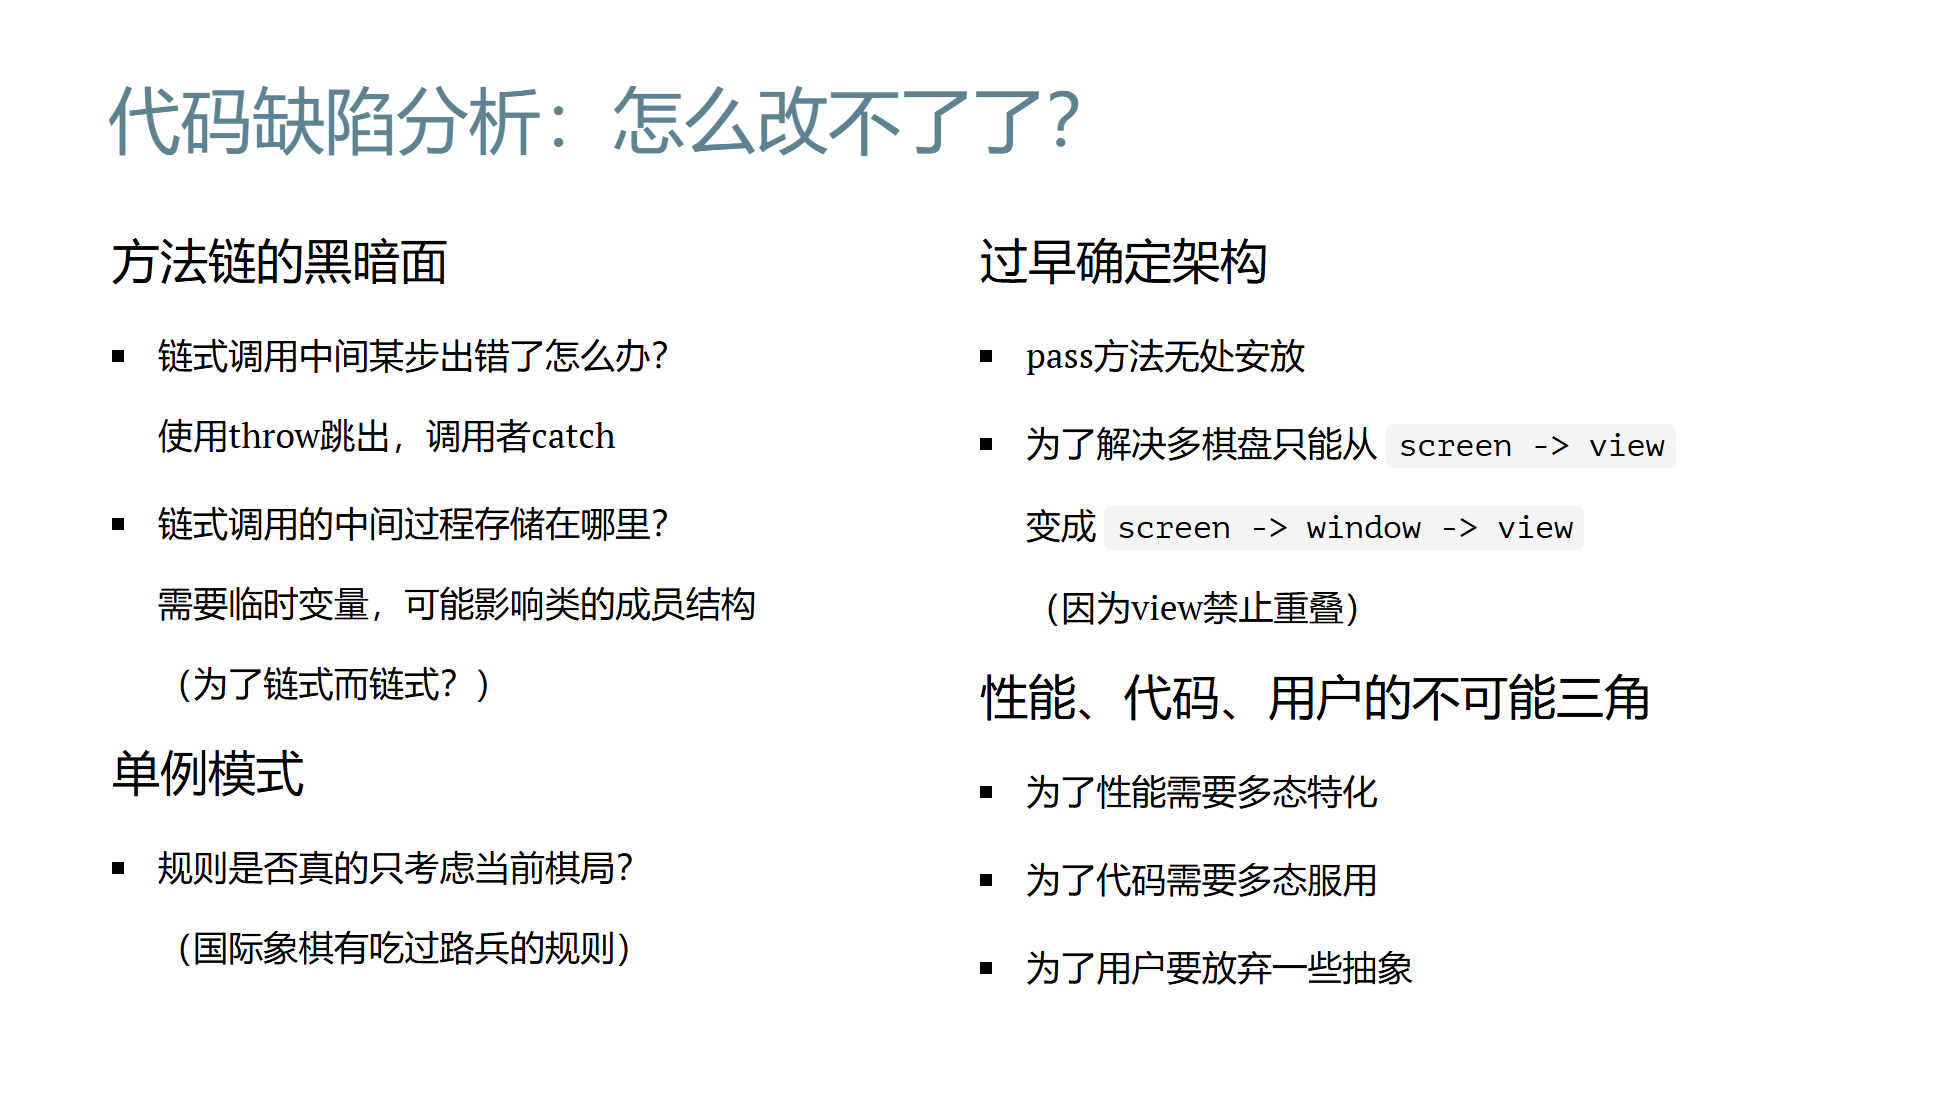 代码缺陷分析：怎么改不了了？
方法链的黑暗面
链式调用中间某步出错了怎么办？
使用throw跳出，调用者catch
链式调用的中间过程存储在哪里？
需要临时变量，可能影响类的成员结构
（为了链式而链式？）
单例模式
规则是否真的只考虑当前棋局？
（国际象棋有吃过路兵的规则）
过早确定架构
pass方法无处安放
为了解决多棋盘只能从 screen -> view
变成 screen -> window -> view
（因为view禁止重叠）
性能、代码、用户的不可能三角
为了性能需要多态特化
为了代码需要多态服用
为了用户要放弃一些抽象